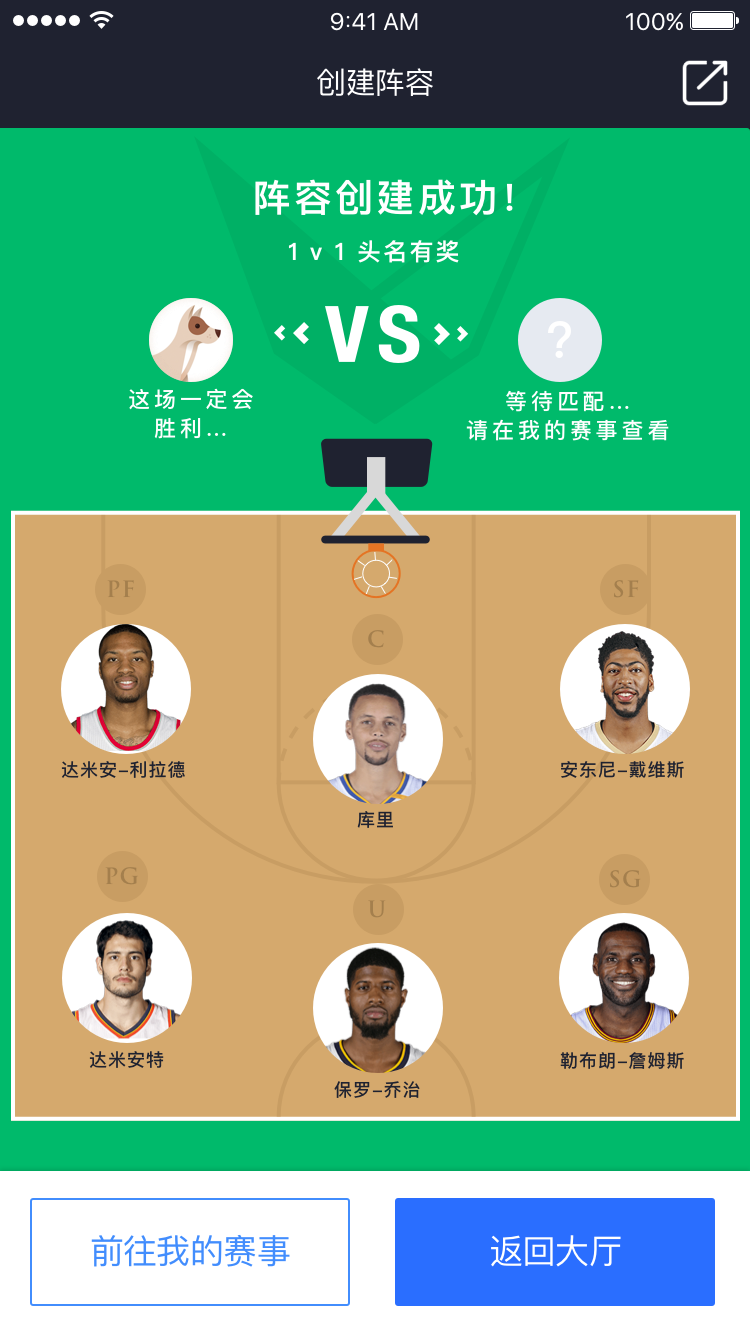 9:41 AM
100%
创建阵容
阵容创建成功!
1 v 1 头名有奖
VS
?
这场一定会
胜利...
等待匹配...
请在我的赛事查看
PF
SF
C
达米安-利拉德
安东尼-戴维斯
库里
PG
SG
U
达米安特
勒布朗-詹姆斯
保罗-乔治
前往我的赛事
返回大厅